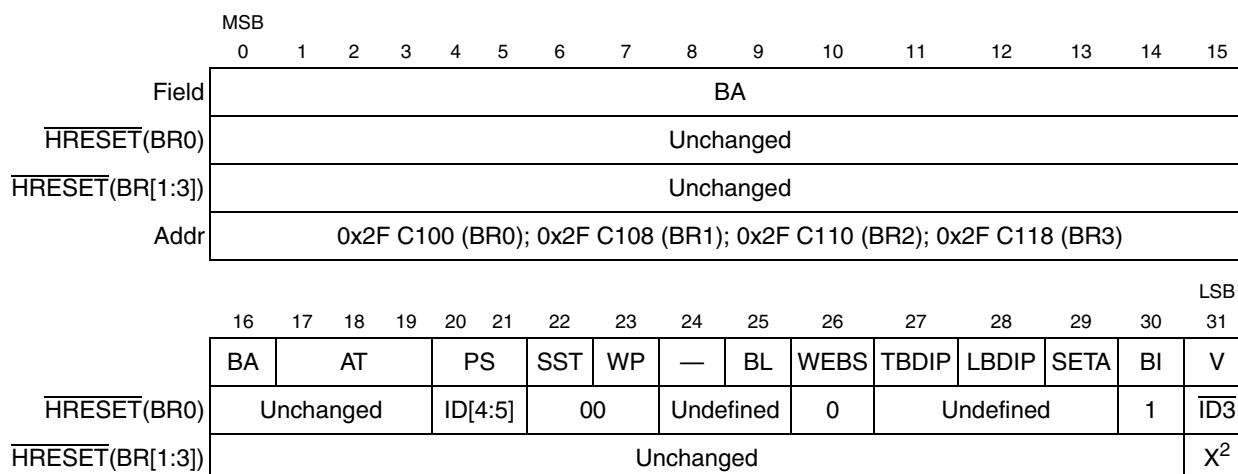 MSB
0 1 2 3 4 5 6 7 8 9 10 11 12 13 14 15
Field BA
HRESET(BR0) Unchanged
HRESET(BR[1:3]) Unchanged
Addr 0x2F C100 (BR0); 0x2F C108 (BR1); 0x2F C110 (BR2); 0x2F C118 (BR3)
LSB
16 17 18 19 20 21 22 23 24 25 26 27 28 29 30 31
BA AT PS SST WP — BL WEBS TBDIP LBDIP SETA BI V
HRESET(BR0) Unchanged ID[4:5] 00 Undefined 0 Undefined 1 ID3
HRESET(BR[1:3]) Unchanged X2